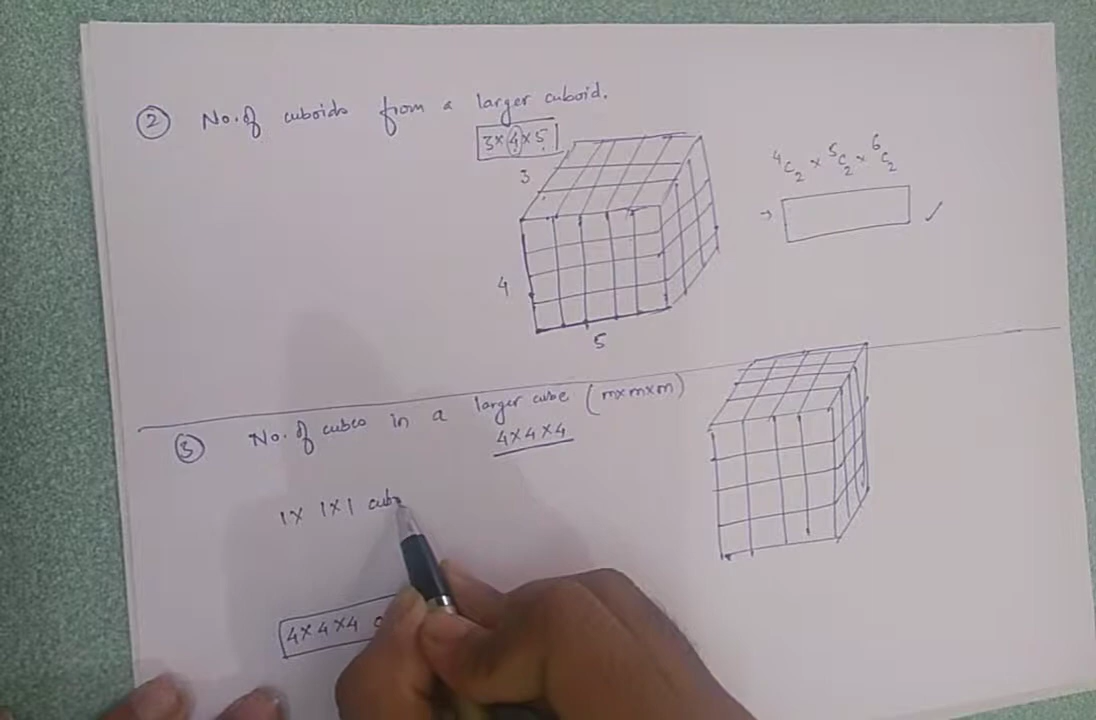 ② No. of cuboids from a larger cuboid.
3×4×5
3
4
5
⁴C₂ × ⁵C₂ × ⁶C₂
→ ✓
③ No. of cubes in a larger cube (m×m×m)
4×4×4
1× 1×1 cube
4×4×4